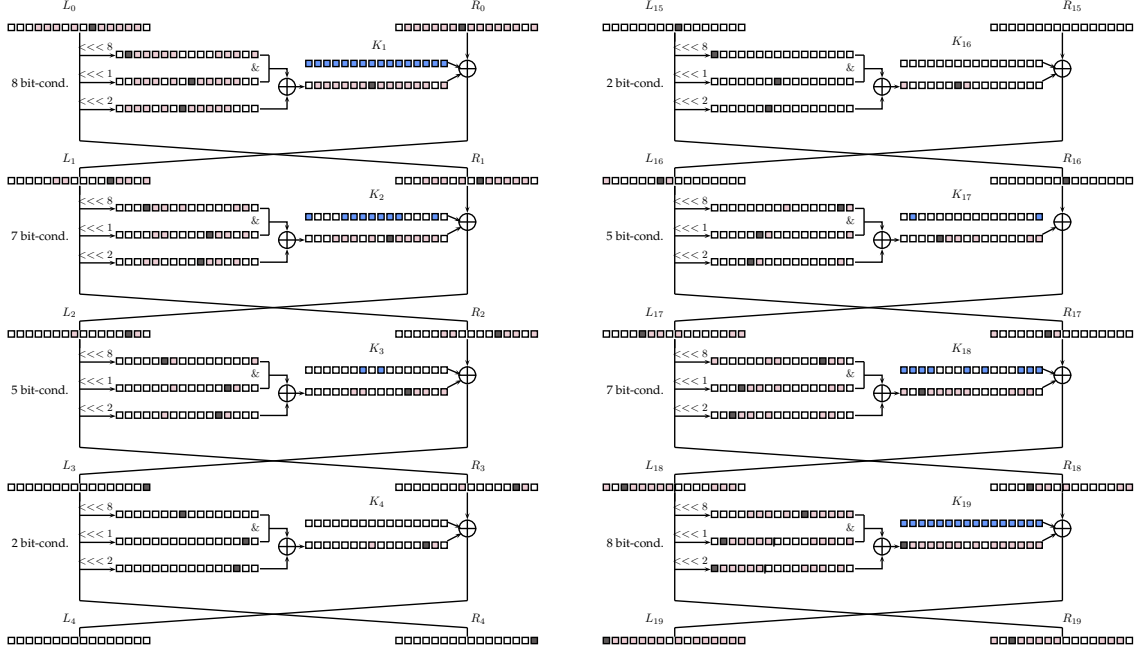 L₀ R₀
<<< 8
K₁
&
<<< 1
8 bit-cond.
<<< 2
L₁ R₁
<<< 8
K₂
&
<<< 1
7 bit-cond.
<<< 2
L₂ R₂
<<< 8
K₃
&
<<< 1
5 bit-cond.
<<< 2
L₃ R₃
<<< 8
K₄
&
<<< 1
2 bit-cond.
<<< 2
L₄ R₄
L₁₅ R₁₅
<<< 8
K₁₆
&
<<< 1
2 bit-cond.
<<< 2
L₁₆ R₁₆
<<< 8
K₁₇
&
<<< 1
5 bit-cond.
<<< 2
L₁₇ R₁₇
<<< 8
K₁₈
&
<<< 1
7 bit-cond.
<<< 2
L₁₈ R₁₈
<<< 8
K₁₉
&
<<< 1
8 bit-cond.
<<< 2
L₁₉ R₁₉